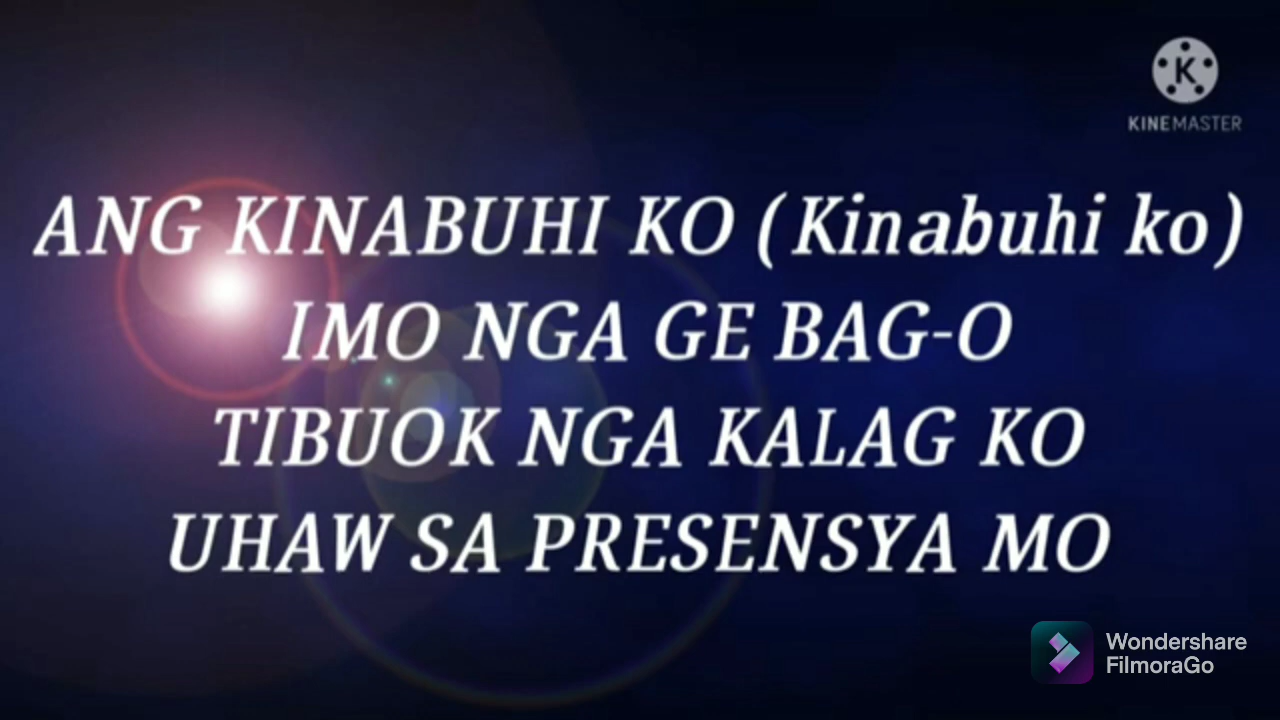 KINEMASTER
ANG KINABUHI KO (Kinabuhi ko)
IMO NGA GE BAG-O
TIBUOK NGA KALAG KO
UHAW SA PRESENSYA MO
Wondershare
FilmoraGo